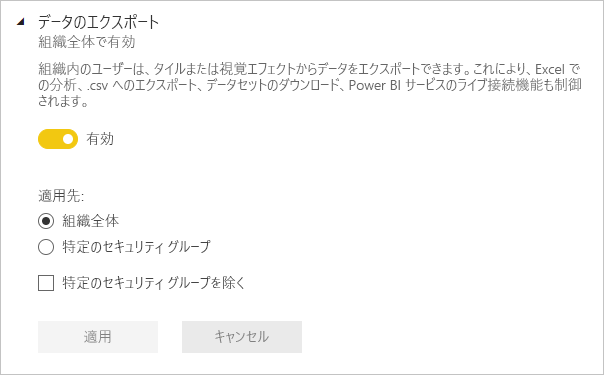 データのエクスポート
組織全体で有効
組織内のユーザーは、タイルまたは視覚エフェクトからデータをエクスポートできます。これにより、Excel で
の分析、.csv へのエクスポート、データセットのダウンロード、Power BI サービスのライブ接続機能も制御
されます。
有効
適用先:
組織全体
特定のセキュリティ グループ
特定のセキュリティ グループを除く
適用
キャンセル